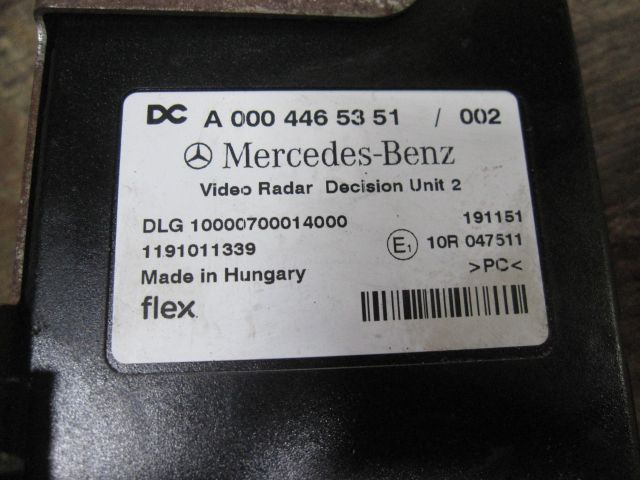 DC A 000 446 53 51 / 002
Mercedes-Benz
Video Radar Decision Unit 2
DLG 10000700014000 191151
1191011339 E1 10R 047511
Made in Hungary >PC<
flex